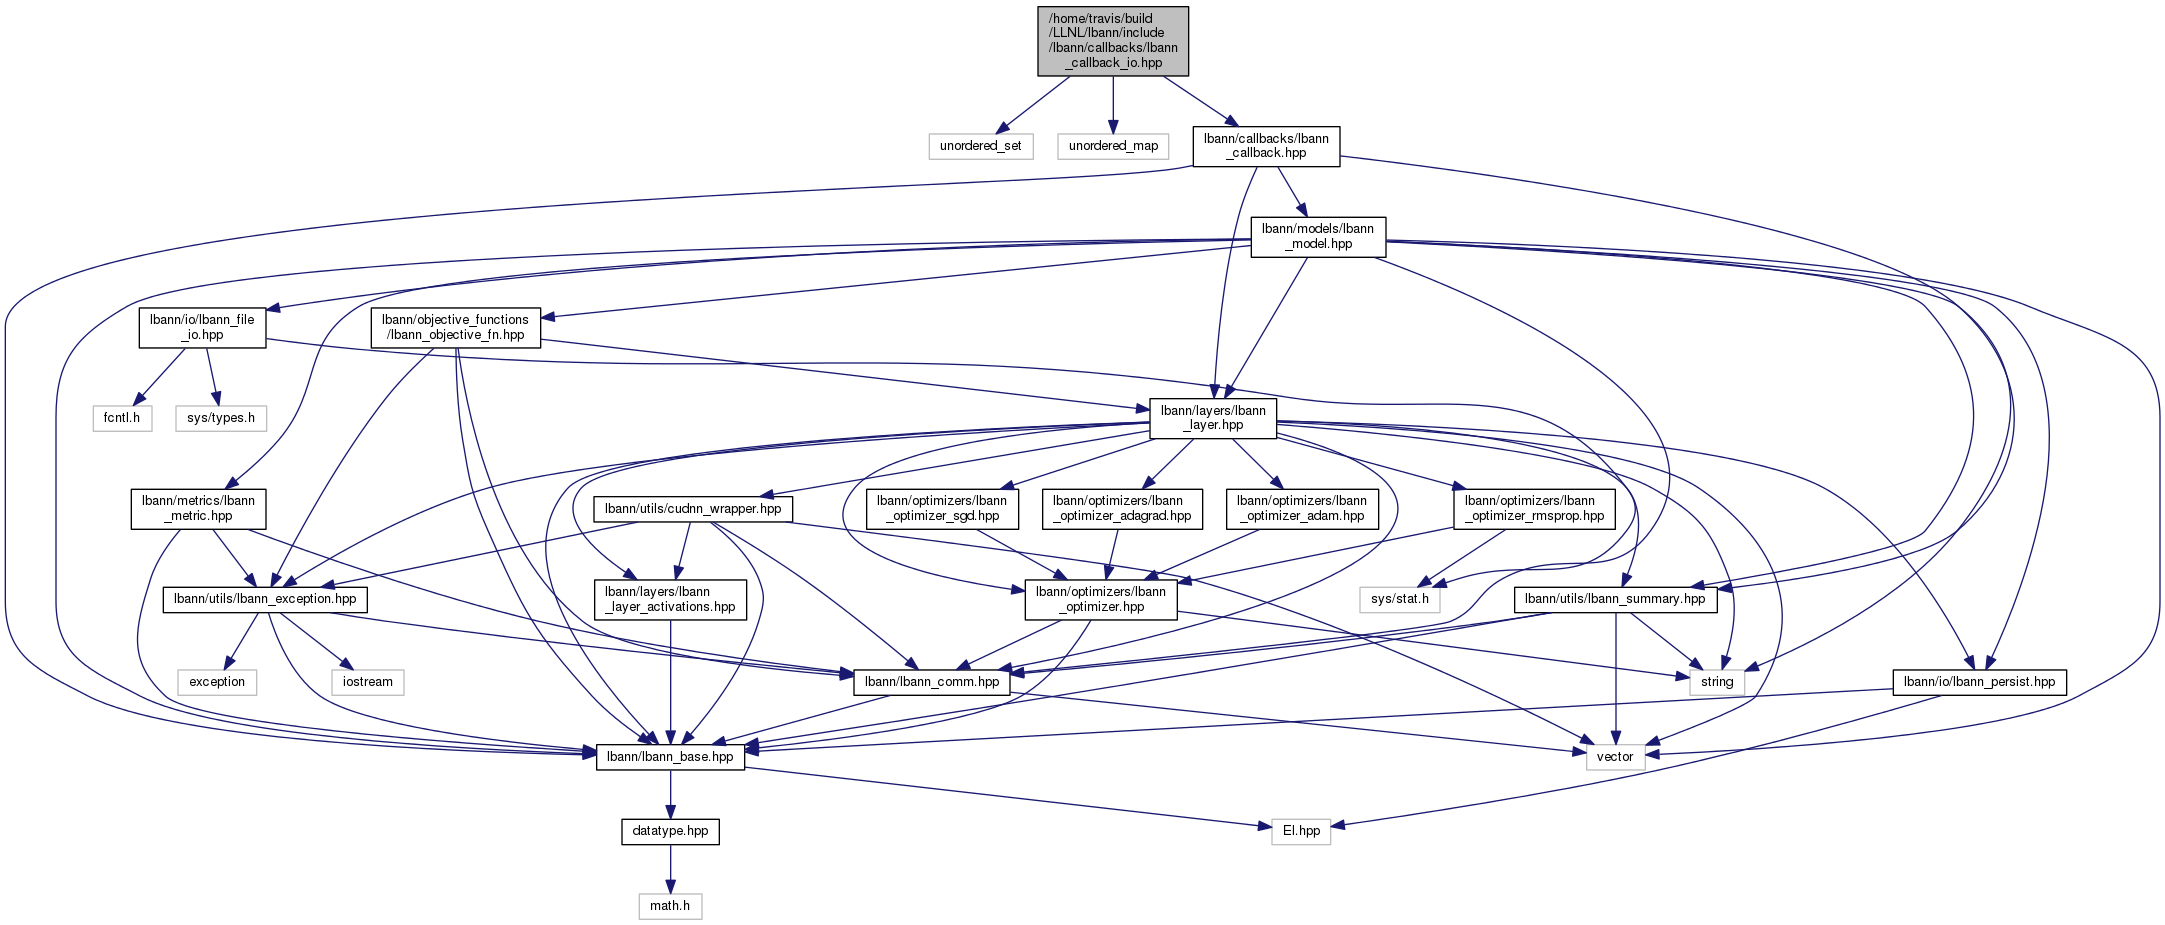 /home/travis/build
/LLNL/lbann/include
/lbann/callbacks/lbann
_callback_io.hpp
unordered_set
unordered_map
lbann/callbacks/lbann
_callback.hpp
lbann/models/lbann
_model.hpp
lbann/io/lbann_file
_io.hpp
lbann/objective_functions
/lbann_objective_fn.hpp
fcntl.h
sys/types.h
lbann/layers/lbann
_layer.hpp
lbann/metrics/lbann
_metric.hpp
lbann/utils/cudnn_wrapper.hpp
lbann/optimizers/lbann
_optimizer_sgd.hpp
lbann/optimizers/lbann
_optimizer_adagrad.hpp
lbann/optimizers/lbann
_optimizer_adam.hpp
lbann/optimizers/lbann
_optimizer_rmsprop.hpp
lbann/utils/lbann_exception.hpp
lbann/layers/lbann
_layer_activations.hpp
lbann/optimizers/lbann
_optimizer.hpp
sys/stat.h
lbann/utils/lbann_summary.hpp
exception
iostream
lbann/lbann_comm.hpp
string
lbann/io/lbann_persist.hpp
lbann/lbann_base.hpp
vector
datatype.hpp
El.hpp
math.h